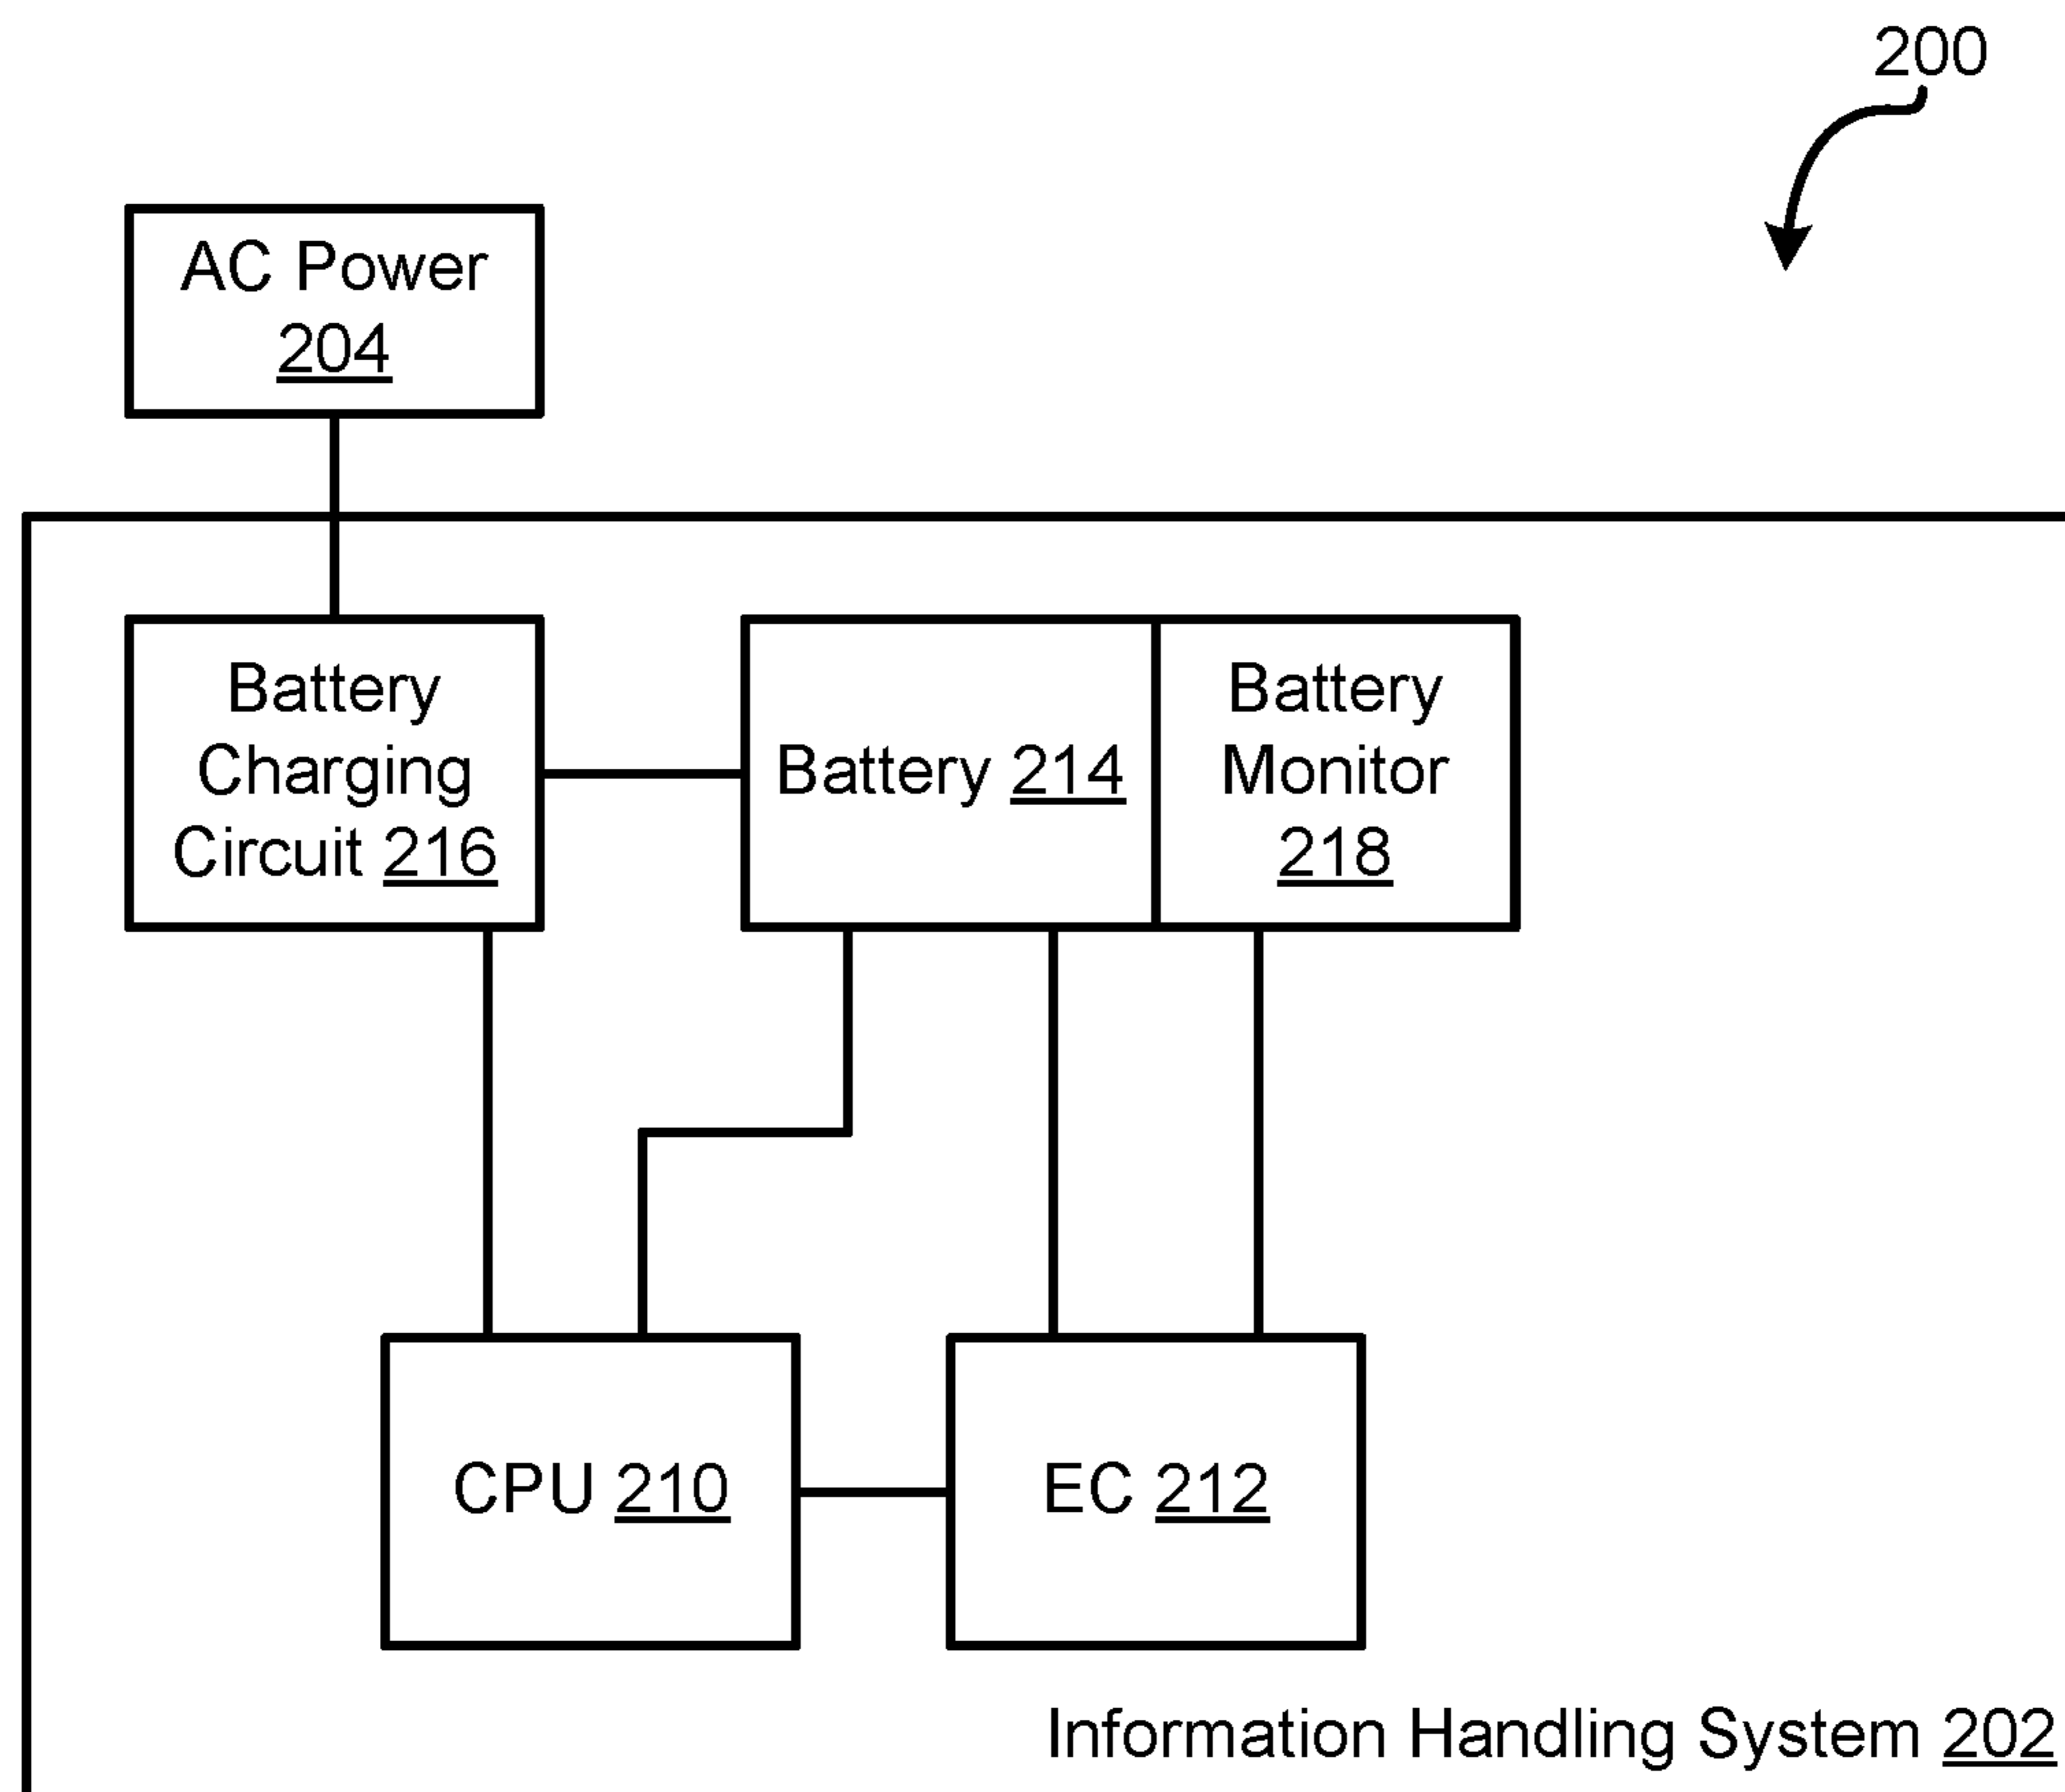 200
AC Power
204
Battery
Charging
Circuit 216
Battery 214
Battery
Monitor
218
CPU 210
EC 212
Information Handling System 202